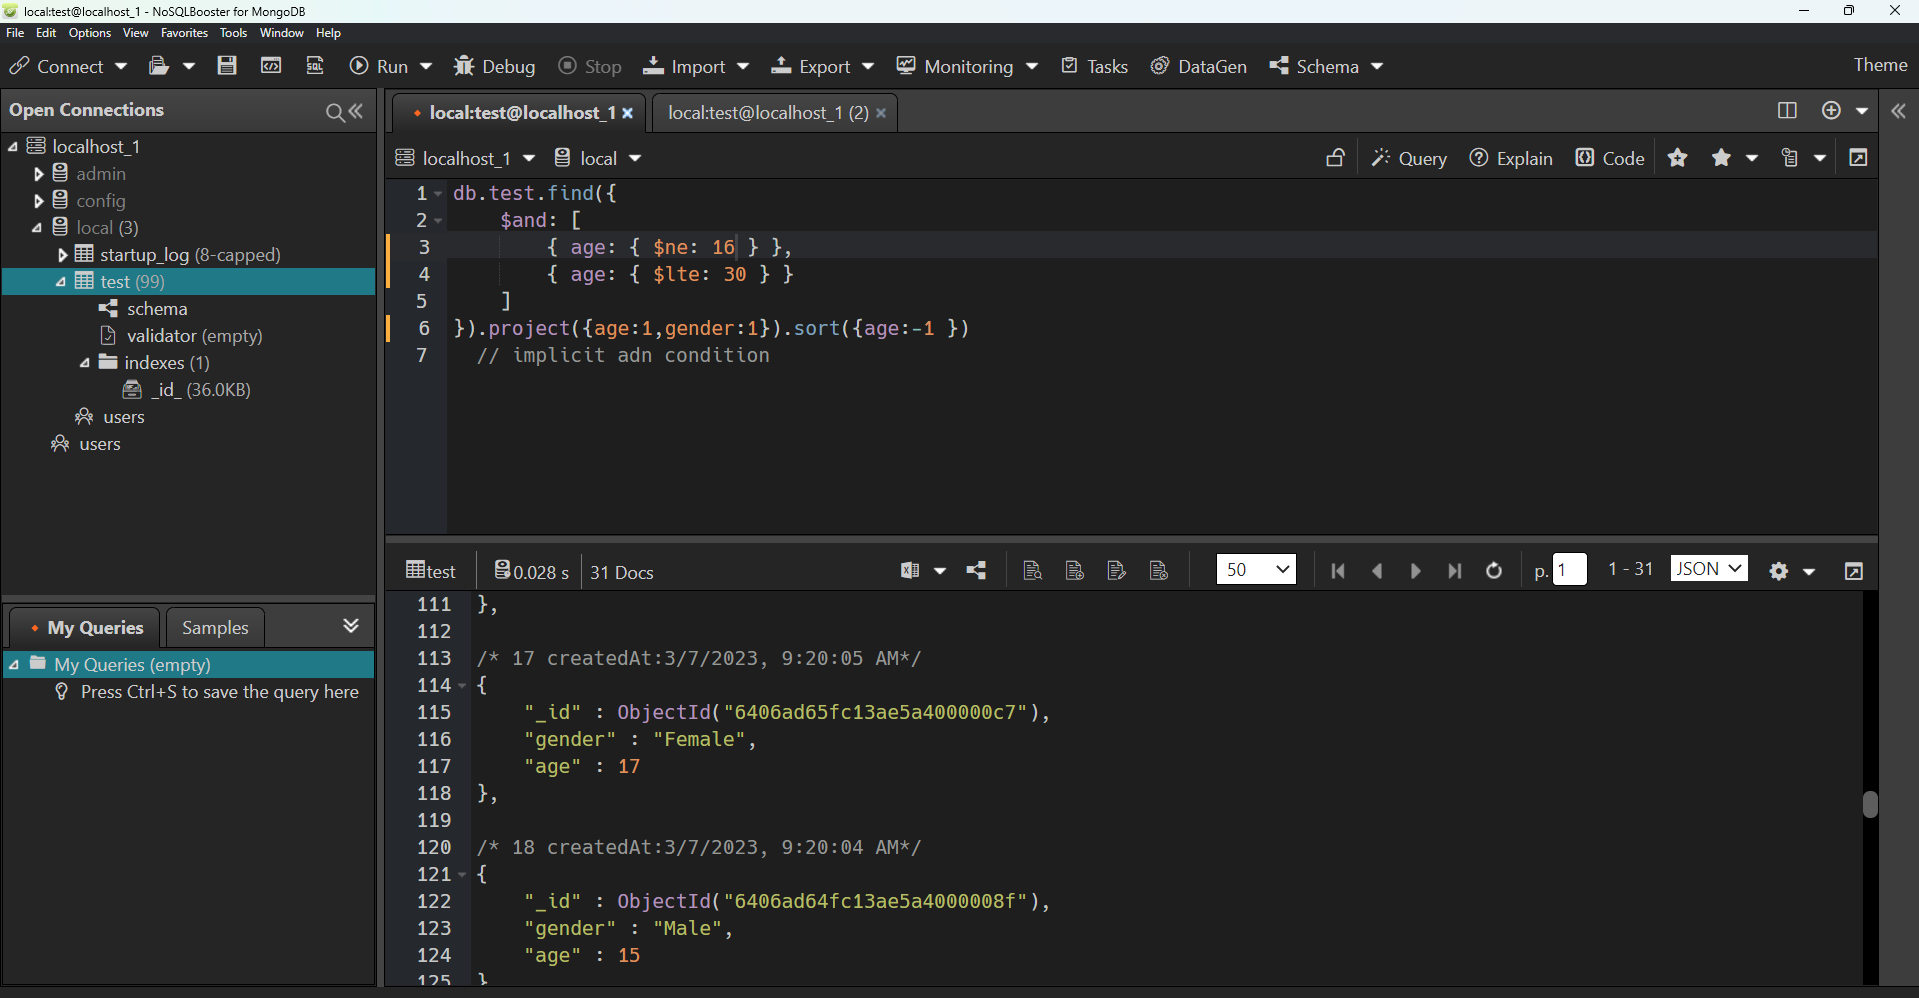 local:test@localhost_1 - NoSQLBooster for MongoDB
File Edit Options View Favorites Tools Window Help
Connect SQL Run Debug Stop Import Export Monitoring Tasks DataGen Schema Theme
Open Connections
localhost_1
admin
config
local (3)
startup_log (8-capped)
test (99)
schema
validator (empty)
indexes (1)
_id_ (36.0KB)
users
users
My Queries Samples
My Queries (empty)
Press Ctrl+S to save the query here
local:test@localhost_1 local:test@localhost_1 (2)
localhost_1 local Query Explain Code
1 db.test.find({
2     $and: [
3         { age: { $ne: 16 } },
4         { age: { $lte: 30 } }
5     ]
6 }).project({age:1,gender:1}).sort({age:-1 })
7   // implicit adn condition
test 0.028 s 31 Docs 50 p. 1 1 - 31 JSON
111 },
112
113 /* 17 createdAt:3/7/2023, 9:20:05 AM*/
114 {
115     "_id" : ObjectId("6406ad65fc13ae5a400000c7"),
116     "gender" : "Female",
117     "age" : 17
118 },
119
120 /* 18 createdAt:3/7/2023, 9:20:04 AM*/
121 {
122     "_id" : ObjectId("6406ad64fc13ae5a4000008f"),
123     "gender" : "Male",
124     "age" : 15
125 }